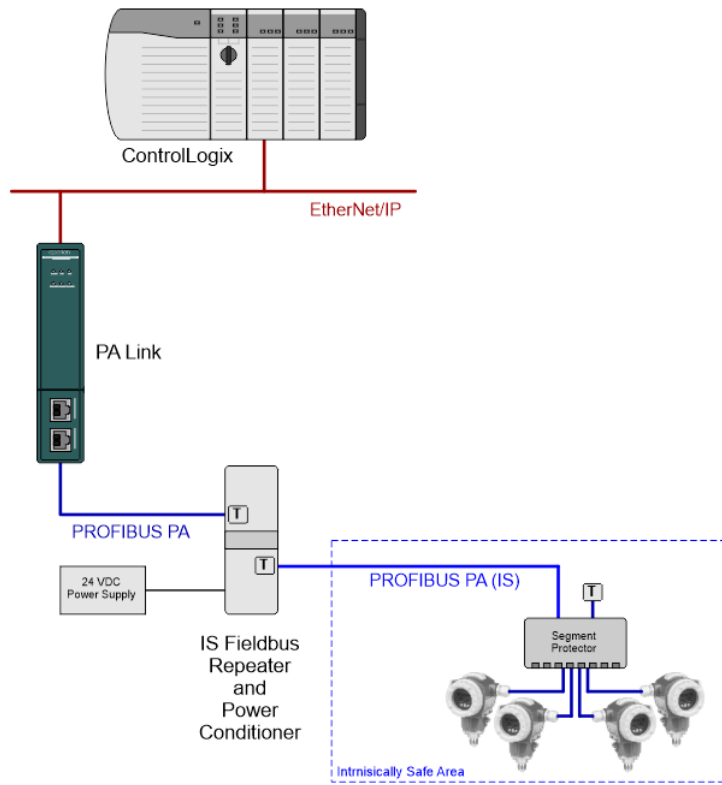 ControlLogix
EtherNet/IP
PA Link
PROFIBUS PA
T
T
24 VDC
Power Supply
PROFIBUS PA (IS)
T
Segment
Protector
IS Fieldbus
Repeater
and
Power
Conditioner
Intrnisically Safe Area